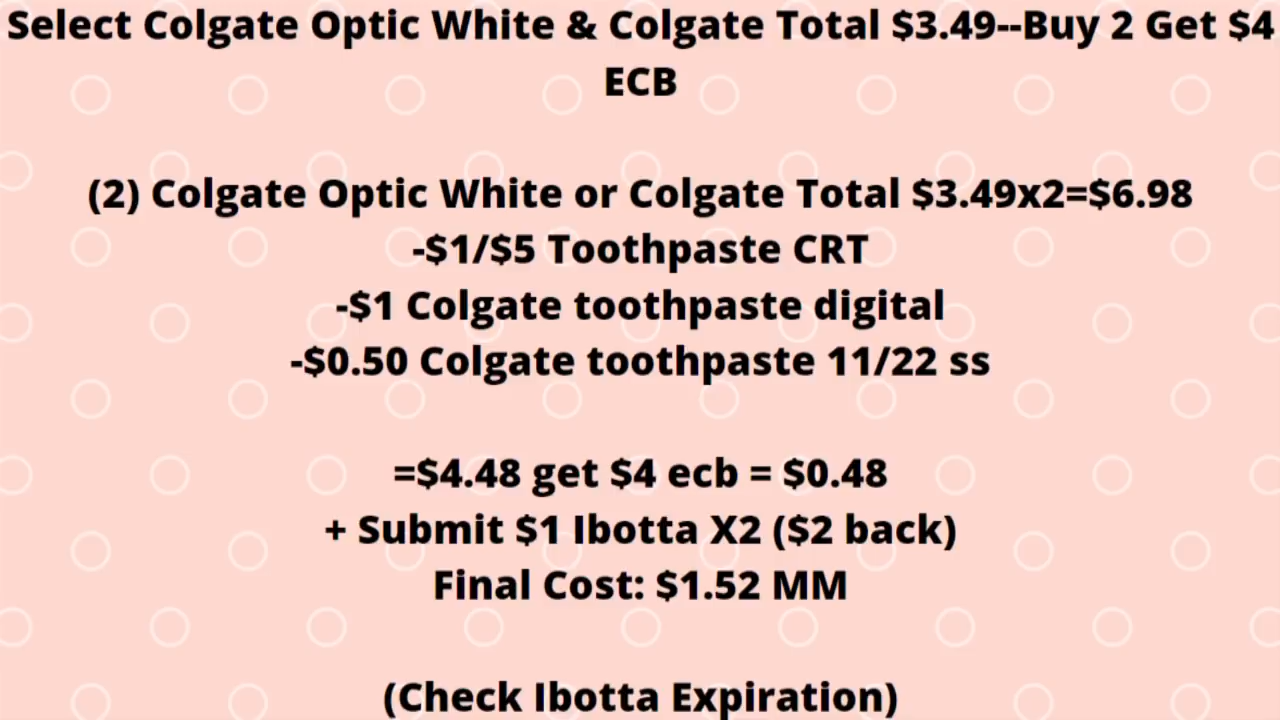 Select Colgate Optic White & Colgate Total $3.49--Buy 2 Get $4
ECB
(2) Colgate Optic White or Colgate Total $3.49x2=$6.98
-$1/$5 Toothpaste CRT
-$1 Colgate toothpaste digital
-$0.50 Colgate toothpaste 11/22 ss
=$4.48 get $4 ecb = $0.48
+ Submit $1 Ibotta X2 ($2 back)
Final Cost: $1.52 MM
(Check Ibotta Expiration)